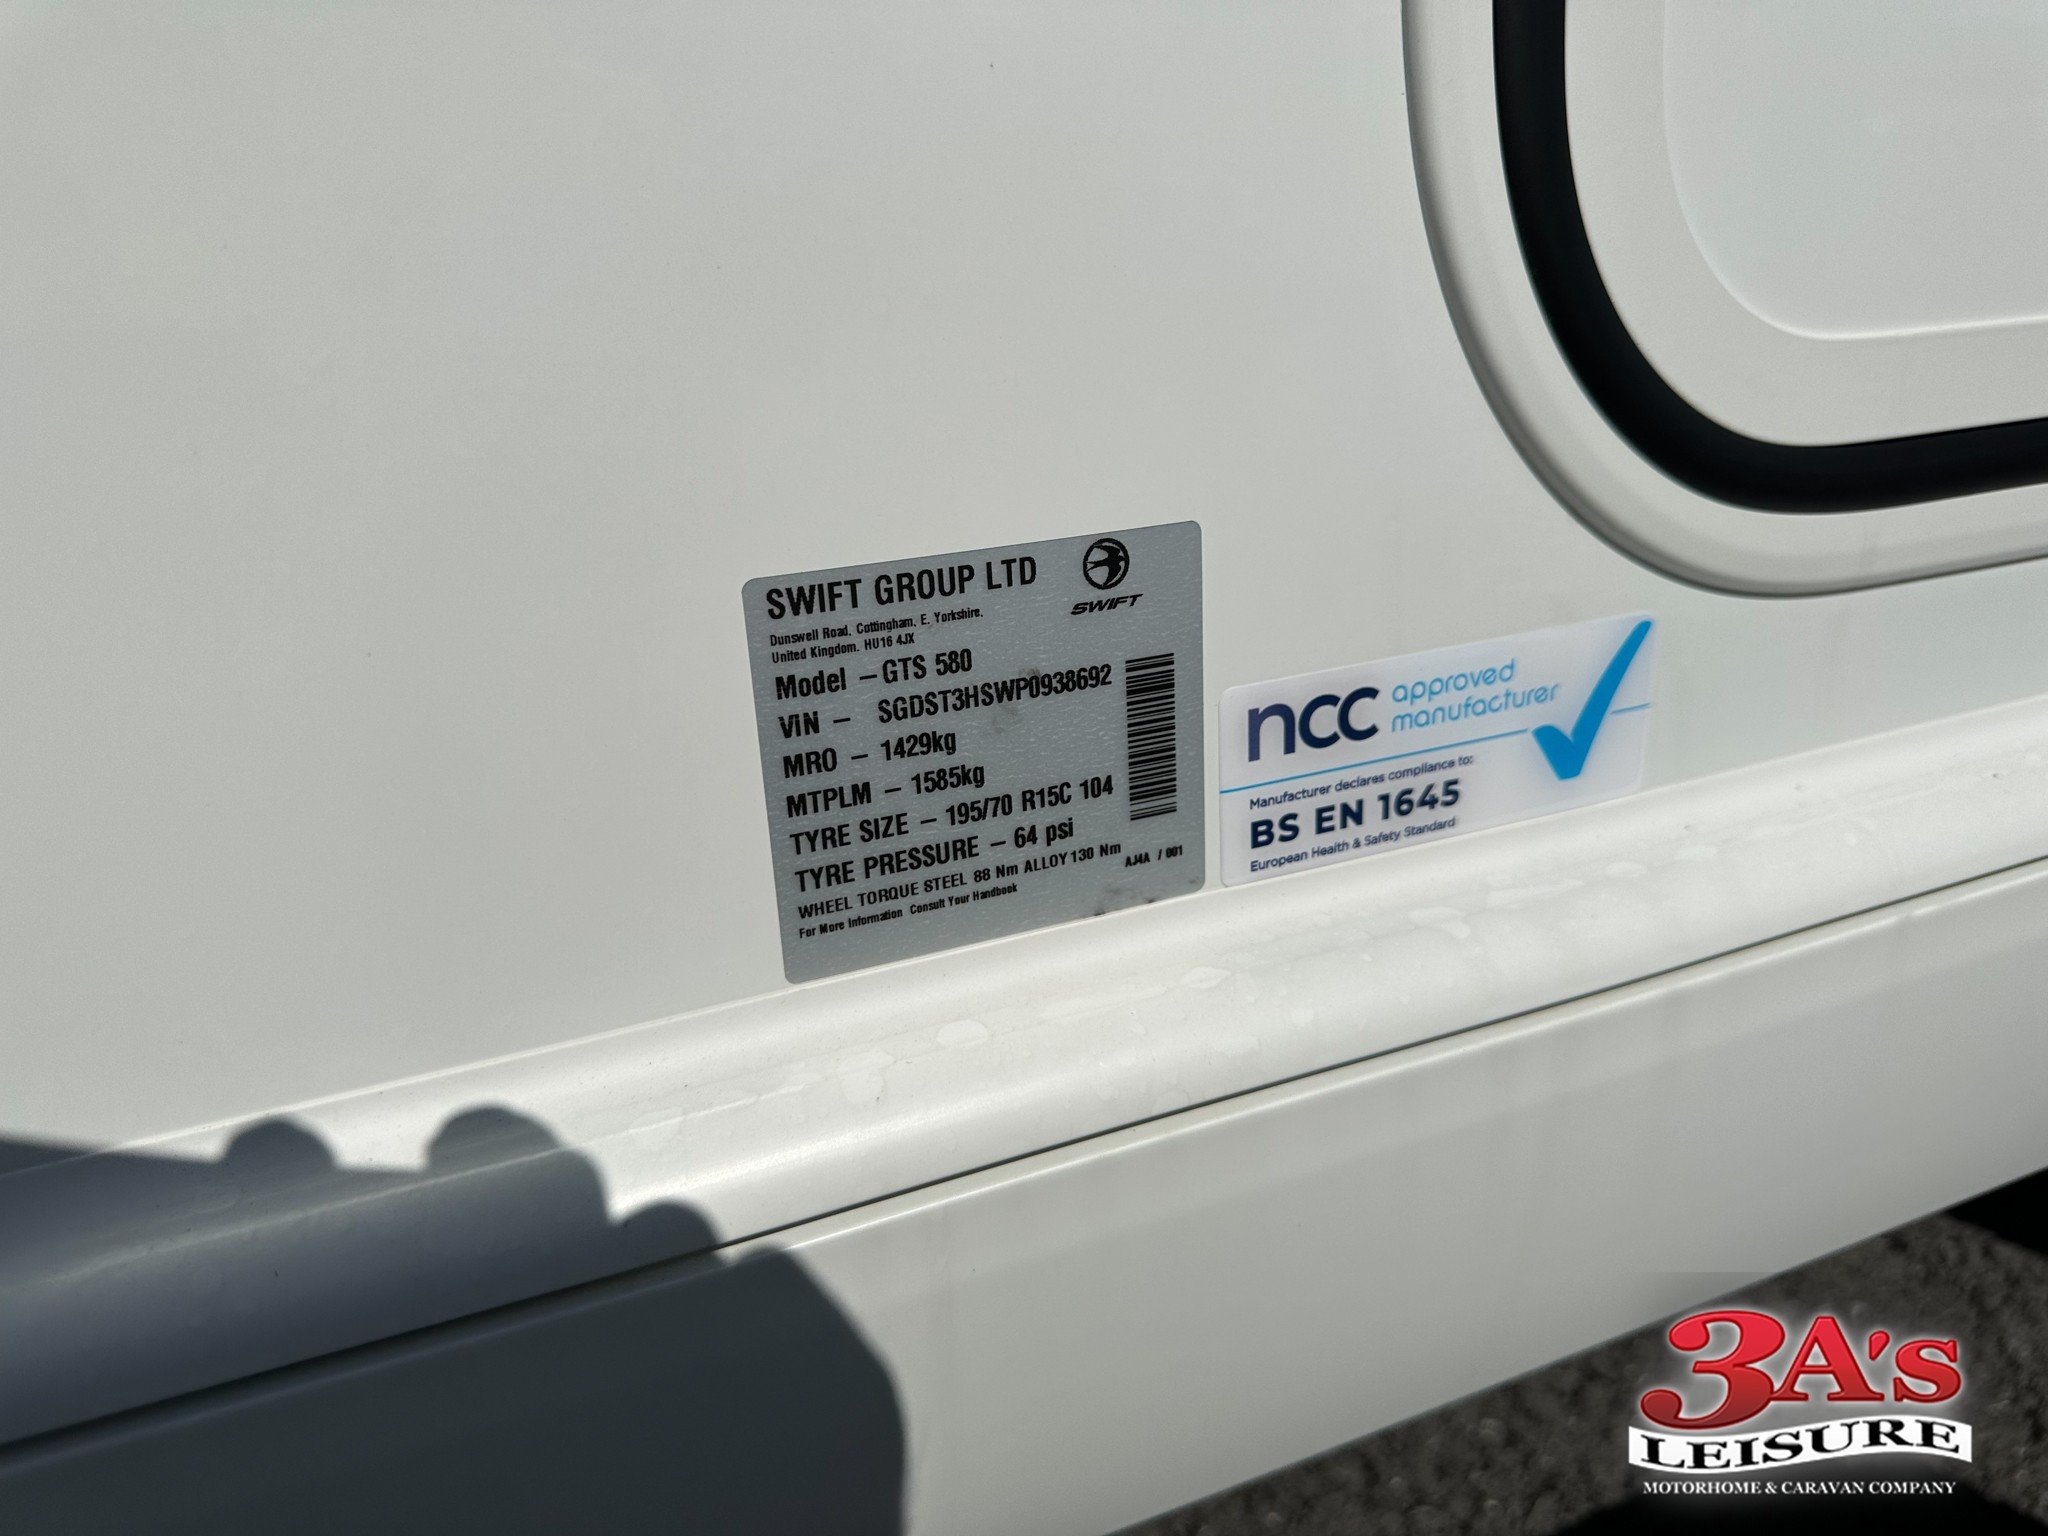 SWIFT GROUP LTD
SWIFT
Dunswell Road, Cottingham, E. Yorkshire,
United Kingdom. HU16 4JX
Model – GTS 580
VIN – SGDST3HSWP0938692
MRO – 1429kg
MTPLM – 1585kg
TYRE SIZE – 195/70 R15C 104
TYRE PRESSURE – 64 psi
WHEEL TORQUE STEEL 88 Nm ALLOY 130 Nm
For More Information Consult Your Handbook
AJ4A / 001
ncc approved
manufacturer
Manufacturer declares compliance to:
BS EN 1645
European Health & Safety Standard
3A's
LEISURE
MOTORHOME & CARAVAN COMPANY